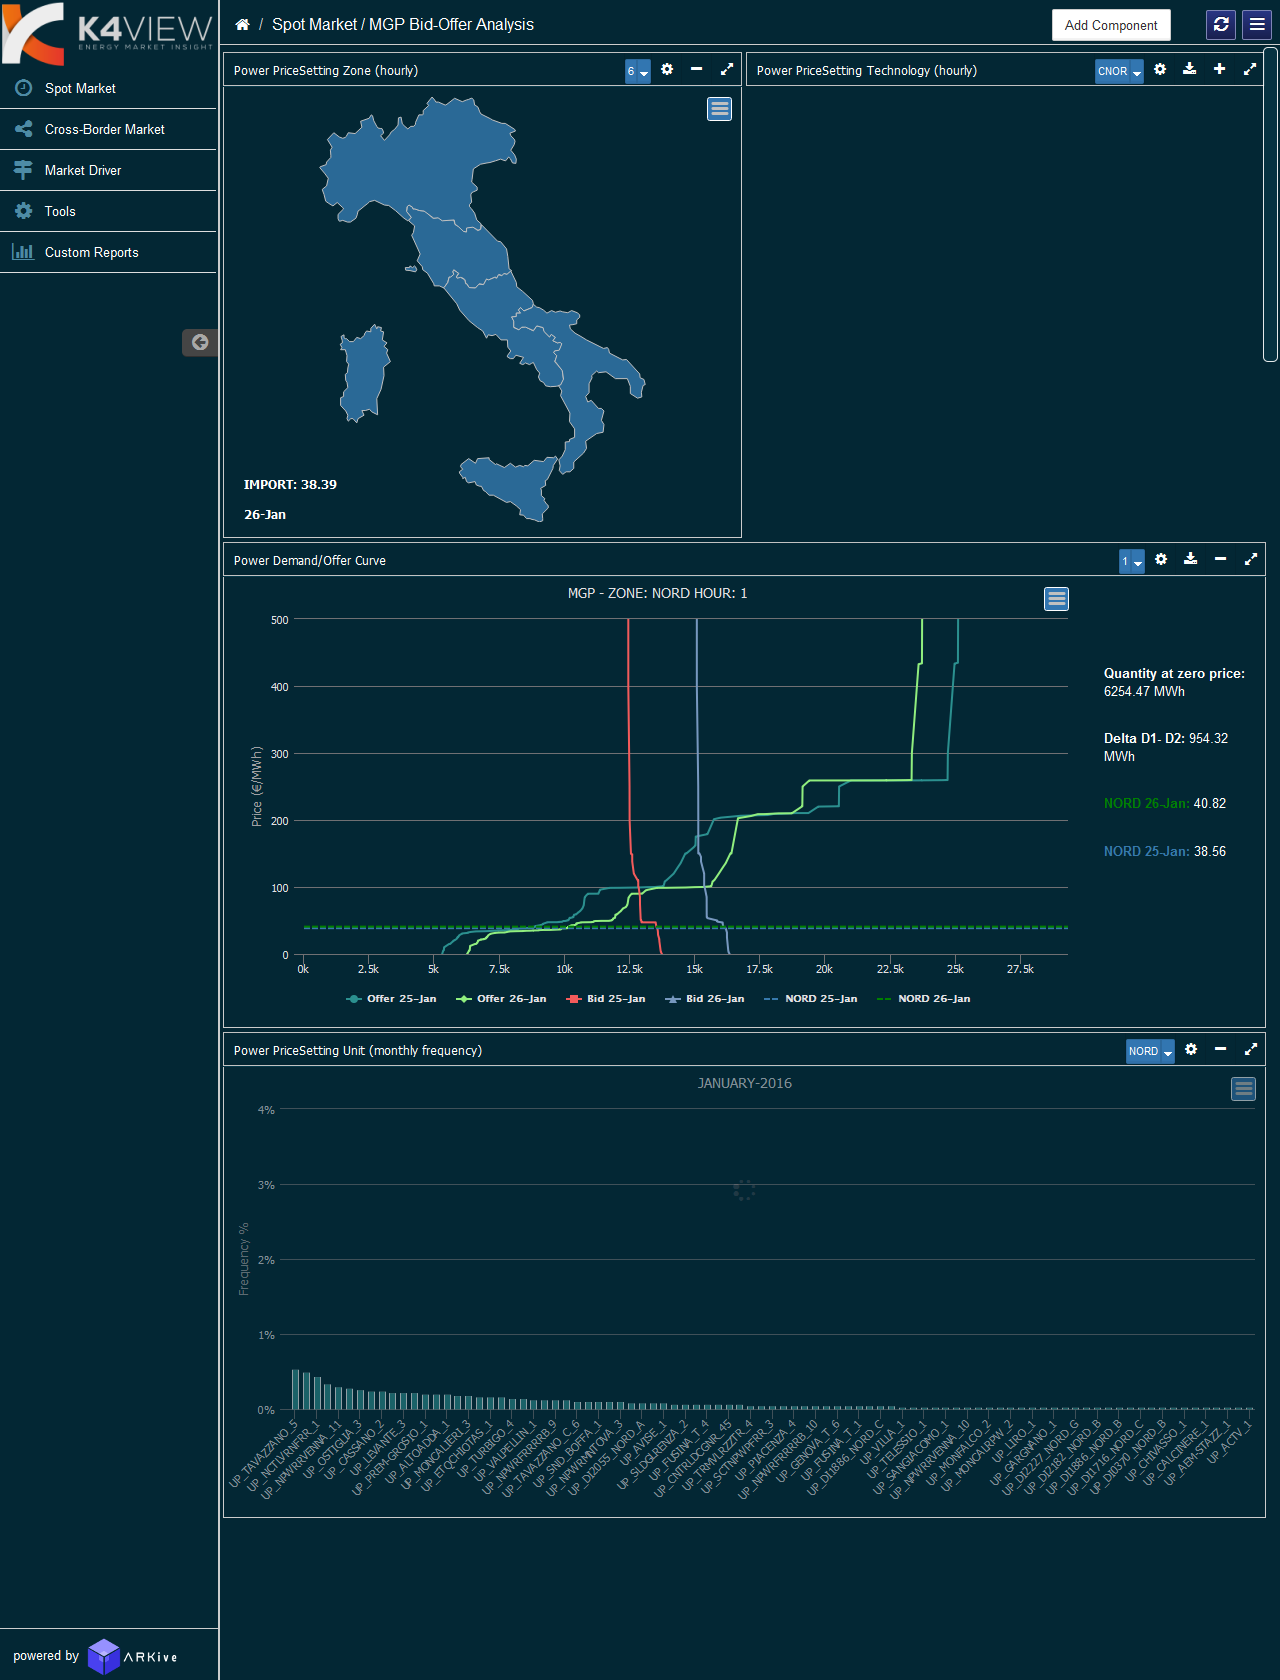 K4VIEW
ENERGY MARKET INSIGHT
Spot Market
Cross-Border Market
Market Driver
Tools
Custom Reports
/ Spot Market / MGP Bid-Offer Analysis
Add Component
Power PriceSetting Zone (hourly)
6
IMPORT: 38.39
26-Jan
Power PriceSetting Technology (hourly)
CNOR
Power Demand/Offer Curve
1
MGP - ZONE: NORD HOUR: 1
Price (€/MWh)
500
400
300
200
100
0
0k 2.5k 5k 7.5k 10k 12.5k 15k 17.5k 20k 22.5k 25k 27.5k
Offer 25-Jan Offer 26-Jan Bid 25-Jan Bid 26-Jan NORD 25-Jan NORD 26-Jan
Quantity at zero price:
6254.47 MWh
Delta D1- D2: 954.32
MWh
NORD 26-Jan: 40.82
NORD 25-Jan: 38.56
Power PriceSetting Unit (monthly frequency)
NORD
JANUARY-2016
Frequency %
4%
3%
2%
1%
0%
UP_TAVAZZANO_5
UP_NCTLVRNFRR_1
UP_NPWRRVENNA_11
UP_OSTIGLIA_3
UP_CASSANO_2
UP_LEVANTE_3
UP_PREM-GROSIO_1
UP_ALTOADDA_1
UP_MONCALIERI_3
UP_ETQCHIOTAS_1
UP_TURBIGO_4
UP_VALPELLIN_1
UP_NPWRFRRRRB_9
UP_TAVAZZANO_C_6
UP_SND_BOFFA_1
UP_NPWRMNTOVA_3
UP_DI2055_NORD_A
UP_AVISE_1
UP_SLDGURENZA_2
UP_FUSINA_T_4
UP_CNTRLDCGNR_45
UP_TRMVLRZZTR_4
UP_SCTNPWPFRR_3
UP_PIACENZA_4
UP_NPWRFRRRRB_10
UP_GENOVA_T_6
UP_FUSINA_T_1
UP_DI1886_NORD_C
UP_VILLA_1
UP_TELESSIO_1
UP_SANGIACOMO_1
UP_NPWRRVENNA_10
UP_MONFALCO_2
UP_MONCALRPW_2
UP_LIRO_1
UP_GARGNANO_1
UP_DI2227_NORD_G
UP_DI2182_NORD_B
UP_DI0886_NORD_B
UP_DI1716_NORD_C
UP_DI0370_NORD_B
UP_CHIVASSO_1
UP_CALCINERE_1
UP_AEM-STAZZ_1
UP_ACTV_1
powered by ARKive